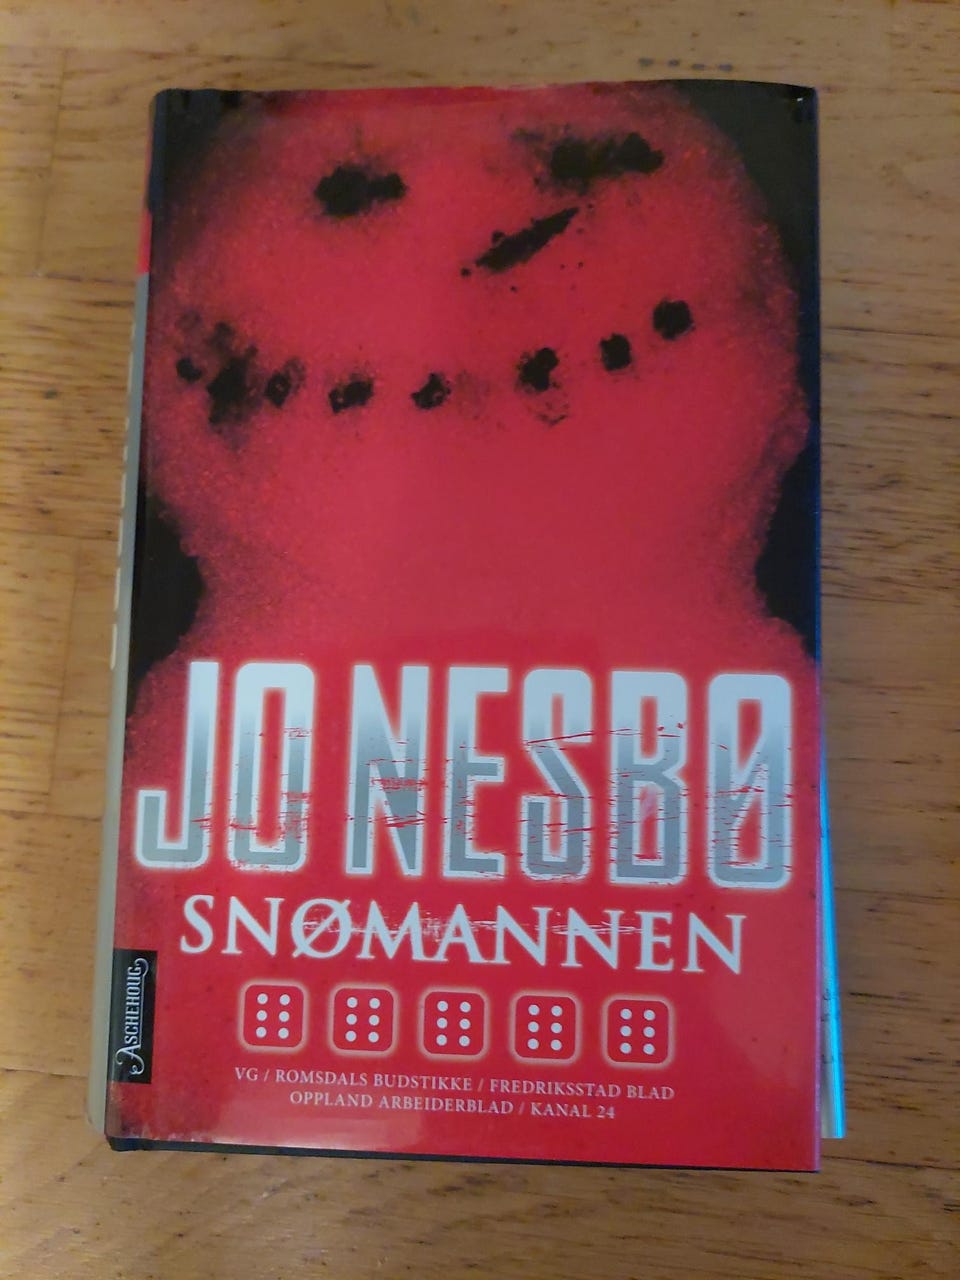 JO NESBØ
SNØMANNEN
ASCHEHOUG
VG / ROMSDALS BUDSTIKKE / FREDRIKSSTAD BLAD
OPPLAND ARBEIDERBLAD / KANAL 24